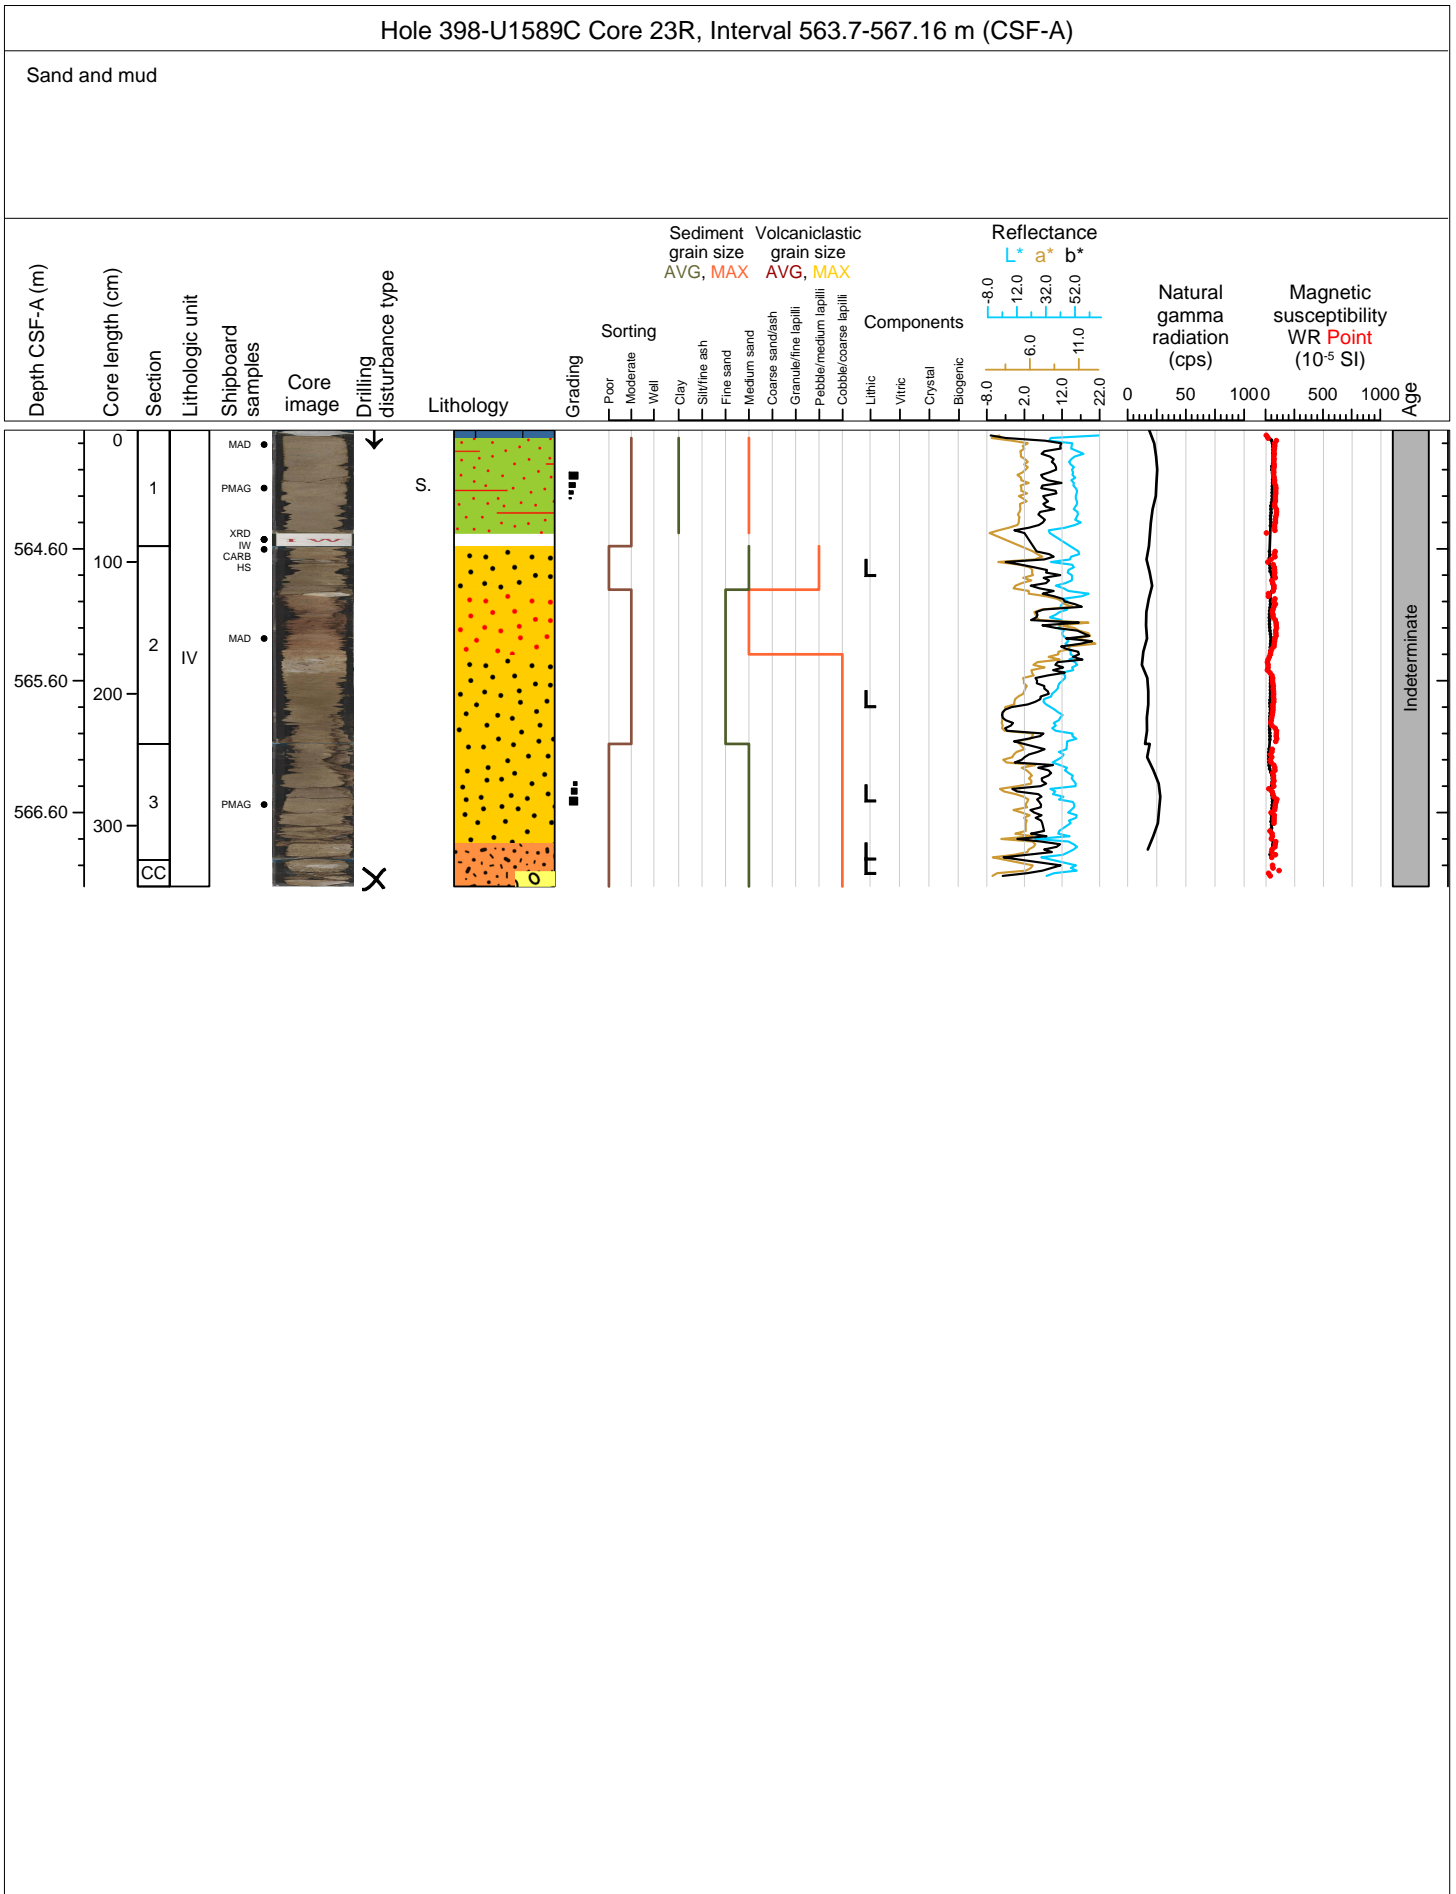 Hole 398-U1589C Core 23R, Interval 563.7-567.16 m (CSF-A)
Sand and mud
Depth CSF-A (m)
Core length (cm)
Section
Lithologic unit
Shipboard
samples
Core
image
Drilling
disturbance type
Lithology
Grading
Sorting
Poor
Moderate
Well
Sediment
grain size
AVG, MAX
Volcaniclastic
grain size
AVG, MAX
Clay
Silt/fine ash
Fine sand
Medium sand
Coarse sand/ash
Granule/fine lapilli
Pebble/medium lapilli
Cobble/coarse lapilli
Components
Lithic
Vitric
Crystal
Biogenic
Reflectance
L* a* b*
-8.0 12.0 32.0 52.0
6.0 11.0
-8.0 2.0 12.0 22.0
Natural
gamma
radiation
(cps)
0 50 100
Magnetic
susceptibility
WR Point
(10-5 SI)
0 500 1000
Age
0
1
MAD
S.
PMAG
XRD
IW
564.60
CARB
100
HS
L
2
MAD
IV
565.60
200
L
Indeterminate
3
PMAG
L
566.60
300
L
CC
L